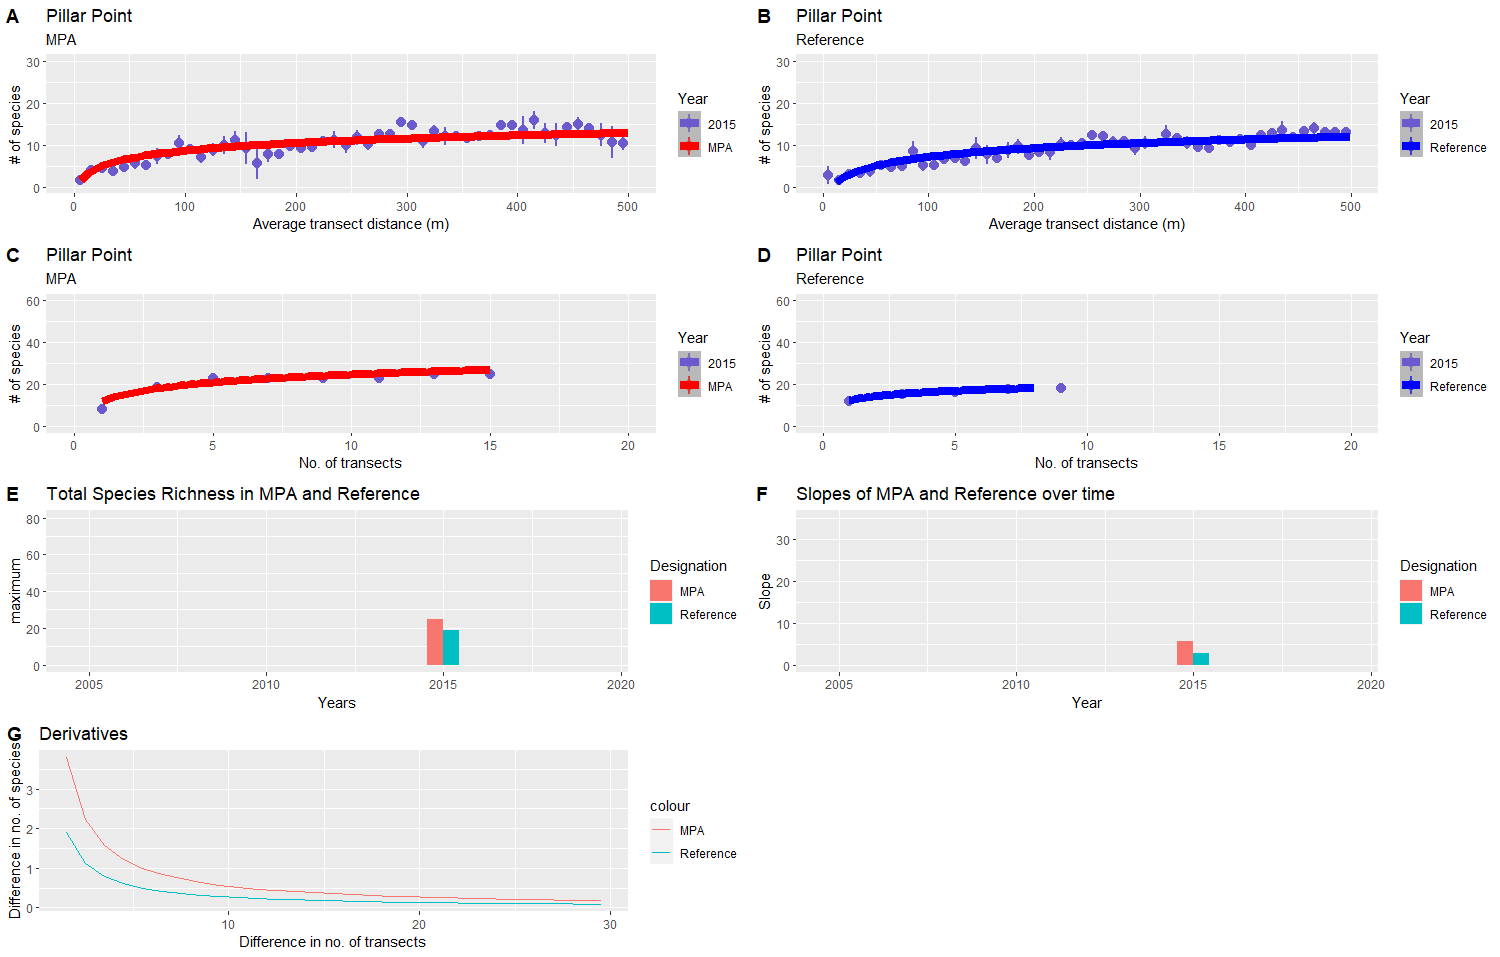 A Pillar Point
MPA
# of species
30
20
10
0
0 100 200 300 400 500
Average transect distance (m)
Year
2015
MPA
B Pillar Point
Reference
# of species
30
20
10
0
0 100 200 300 400 500
Average transect distance (m)
Year
2015
Reference
C Pillar Point
MPA
# of species
60
40
20
0
0 5 10 15 20
No. of transects
Year
2015
MPA
D Pillar Point
Reference
# of species
60
40
20
0
0 5 10 15 20
No. of transects
Year
2015
Reference
E Total Species Richness in MPA and Reference
maximum
80
60
40
20
0
2005 2010 2015 2020
Years
Designation
MPA
Reference
F Slopes of MPA and Reference over time
Slope
30
20
10
0
2005 2010 2015 2020
Year
Designation
MPA
Reference
G Derivatives
Difference in no. of species
3
2
1
0
10 20 30
Difference in no. of transects
colour
MPA
Reference